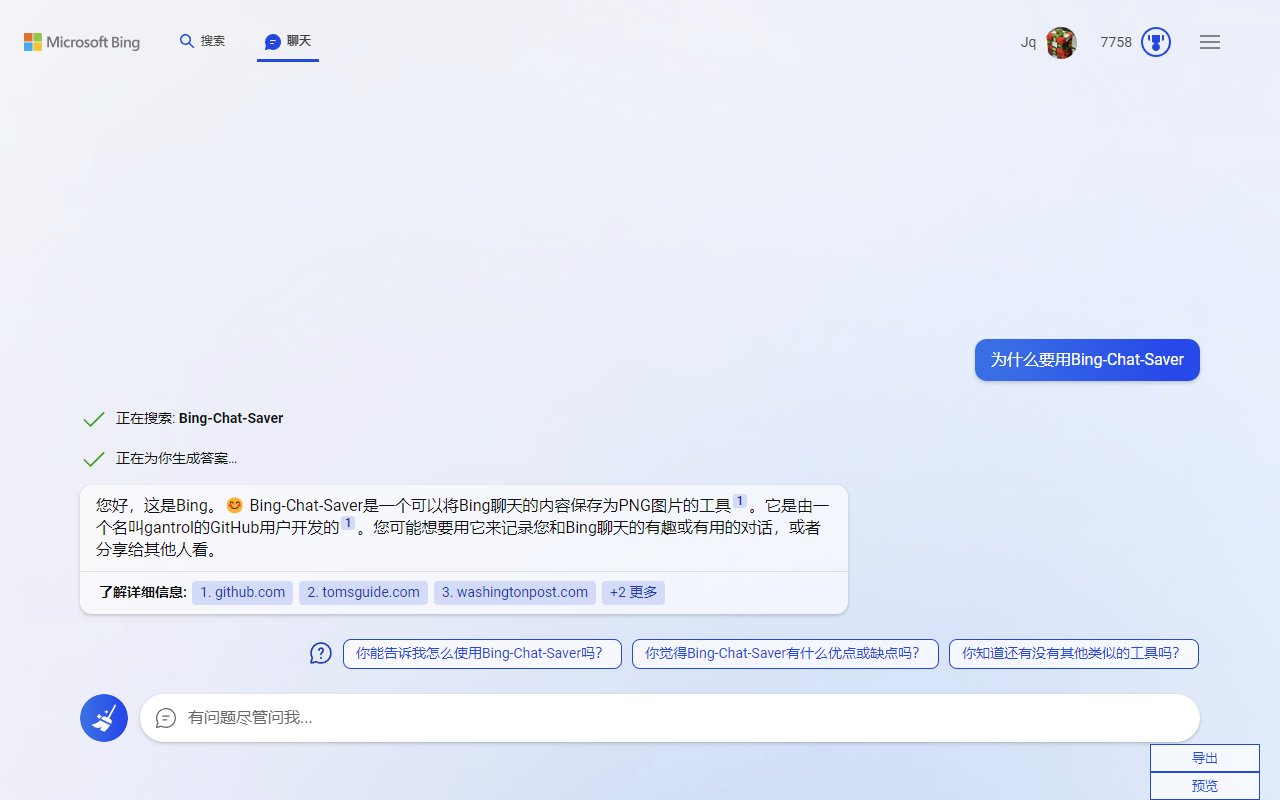 Microsoft Bing
搜索
聊天
Jq
7758
为什么要用Bing-Chat-Saver
正在搜索: Bing-Chat-Saver
正在为你生成答案...
您好，这是Bing。😊 Bing-Chat-Saver是一个可以将Bing聊天的内容保存为PNG图片的工具1。它是由一
个名叫gantrol的GitHub用户开发的1。您可能想要用它来记录您和Bing聊天的有趣或有用的对话，或者
分享给其他人看。
了解详细信息: 1. github.com 2. tomsguide.com 3. washingtonpost.com +2 更多
你能告诉我怎么使用Bing-Chat-Saver吗？
你觉得Bing-Chat-Saver有什么优点或缺点吗？
你知道还有没有其他类似的工具吗？
有问题尽管问我...
导出
预览